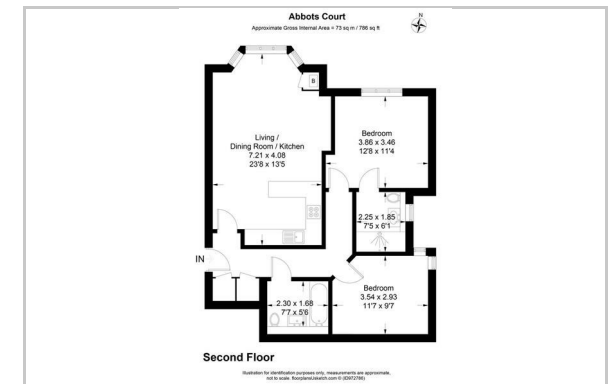 Abbots Court
Approximate Gross Internal Area = 73 sq m / 786 sq ft
N
B
Living /
Dining Room / Kitchen
7.21 x 4.08
23'8 x 13'5
Bedroom
3.86 x 3.46
12'8 x 11'4
2.25 x 1.85
7'5 x 6'1
IN
2.30 x 1.68
7'7 x 5'6
Bedroom
3.54 x 2.93
11'7 x 9'7
Second Floor
Illustration for identification purposes only, measurements are approximate,
not to scale. floorplansUsketch.com © (ID972786)